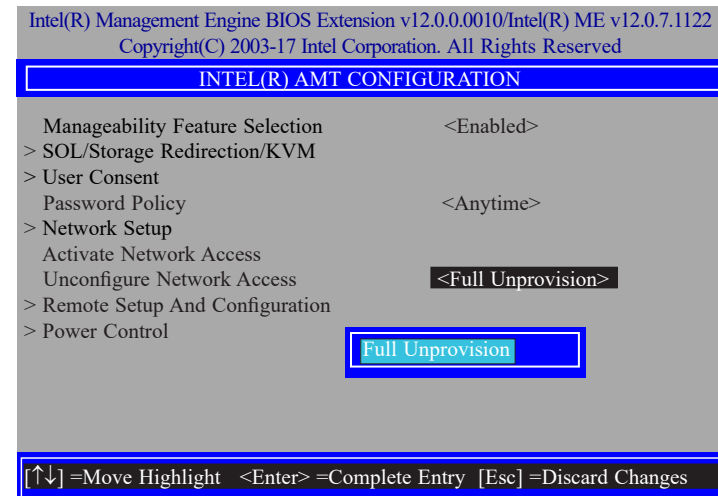 Intel(R) Management Engine BIOS Extension v12.0.0.0010/Intel(R) ME v12.0.7.1122
Copyright(C) 2003-17 Intel Corporation. All Rights Reserved
INTEL(R) AMT CONFIGURATION
Manageability Feature Selection <Enabled>
> SOL/Storage Redirection/KVM
> User Consent
Password Policy <Anytime>
> Network Setup
Activate Network Access
Unconfigure Network Access <Full Unprovision>
> Remote Setup And Configuration
> Power Control
Full Unprovision
[↑↓] =Move Highlight <Enter> =Complete Entry [Esc] =Discard Changes